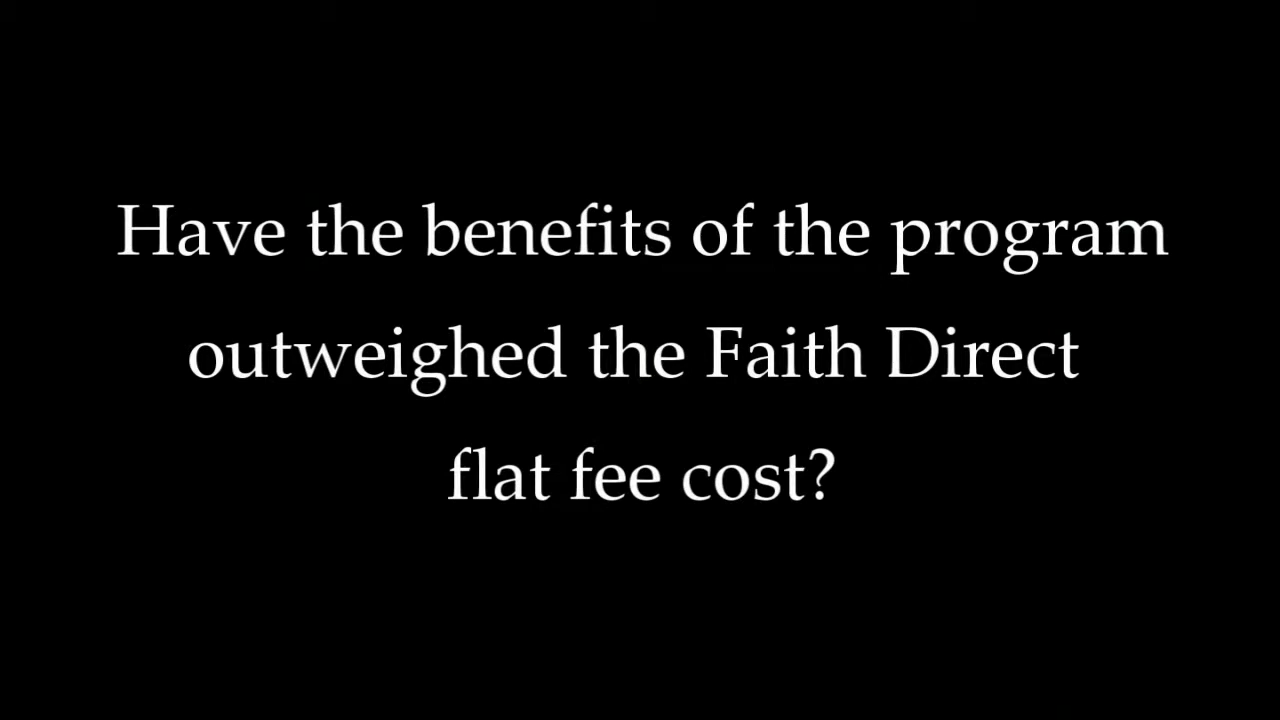 Have the benefits of the program
outweighed the Faith Direct
flat fee cost?